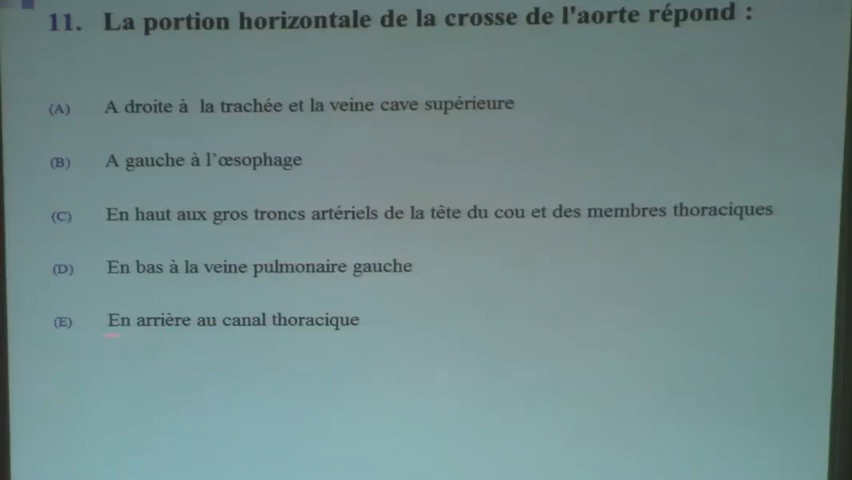 11. La portion horizontale de la crosse de l'aorte répond :
(A) A droite à la trachée et la veine cave supérieure
(B) A gauche à l'œsophage
(C) En haut aux gros troncs artériels de la tête du cou et des membres thoraciques
(D) En bas à la veine pulmonaire gauche
(E) En arrière au canal thoracique